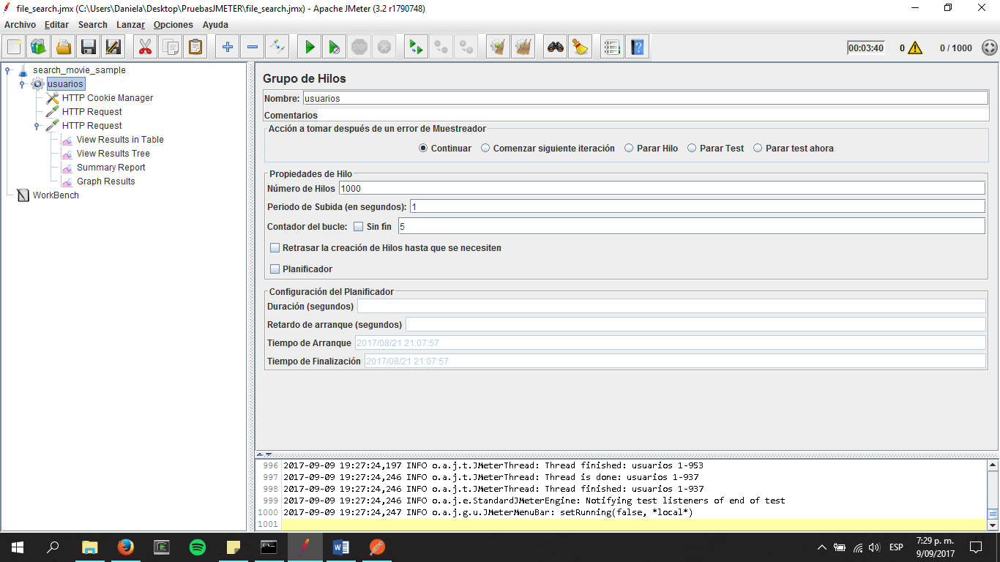 file_search.jmx (C:\Users\Daniela\Desktop\PruebasJMETER\file_search.jmx) - Apache JMeter (3.2 r1790748)
Archivo Editar Search Lanzar Opciones Ayuda
00:03:40 0 0 / 1000
search_movie_sample
usuarios
HTTP Cookie Manager
HTTP Request
HTTP Request
View Results in Table
View Results Tree
Summary Report
Graph Results
WorkBench
Grupo de Hilos
Nombre: usuarios
Comentarios
Acción a tomar después de un error de Muestreador
Continuar Comenzar siguiente iteración Parar Hilo Parar Test Parar test ahora
Propiedades de Hilo
Número de Hilos 1000
Periodo de Subida (en segundos): 1
Contador del bucle: Sin fin 5
Retrasar la creación de Hilos hasta que se necesiten
Planificador
Configuración del Planificador
Duración (segundos)
Retardo de arranque (segundos)
Tiempo de Arranque 2017/08/21 21:07:57
Tiempo de Finalización 2017/08/21 21:07:57
996 2017-09-09 19:27:24,197 INFO o.a.j.t.JMeterThread: Thread finished: usuarios 1-953
997 2017-09-09 19:27:24,246 INFO o.a.j.t.JMeterThread: Thread is done: usuarios 1-937
998 2017-09-09 19:27:24,246 INFO o.a.j.t.JMeterThread: Thread finished: usuarios 1-937
999 2017-09-09 19:27:24,246 INFO o.a.j.e.StandardJMeterEngine: Notifying test listeners of end of test
1000 2017-09-09 19:27:24,247 INFO o.a.j.g.u.JMeterMenuBar: setRunning(false, *local*)
1001
ESP
7:29 p. m.
9/09/2017